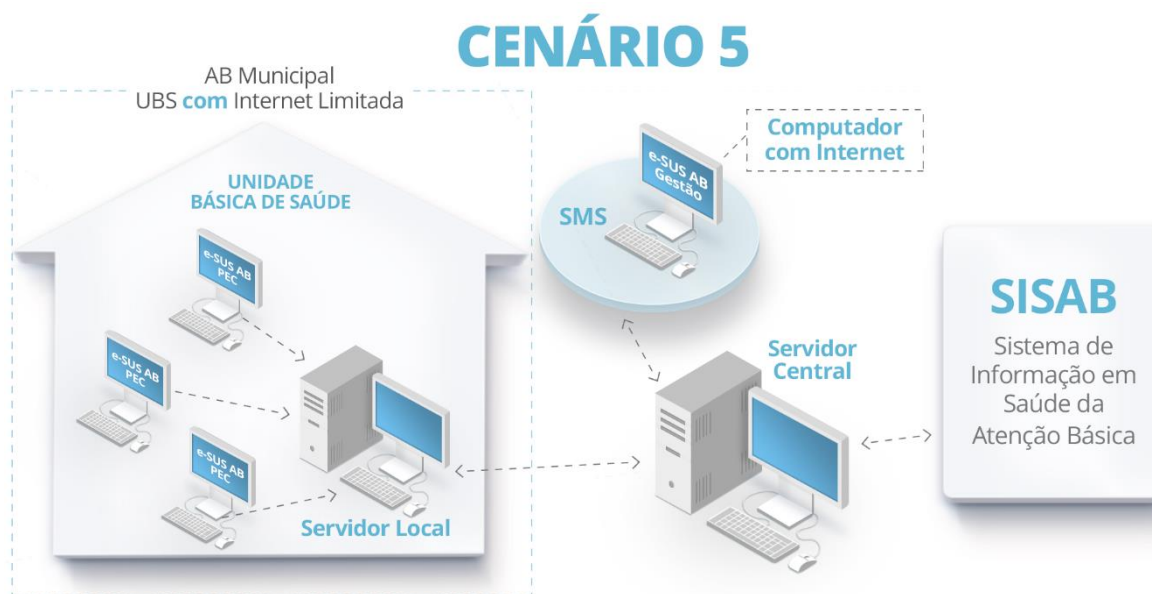 CENÁRIO 5
AB Municipal
UBS com Internet Limitada
UNIDADE
BÁSICA DE SAÚDE
e-SUS AB
PEC
e-SUS AB
PEC
e-SUS AB
PEC
Servidor Local
SMS
e-SUS AB
Gestão
Computador
com Internet
Servidor
Central
SISAB
Sistema de
Informação em
Saúde da
Atenção Básica